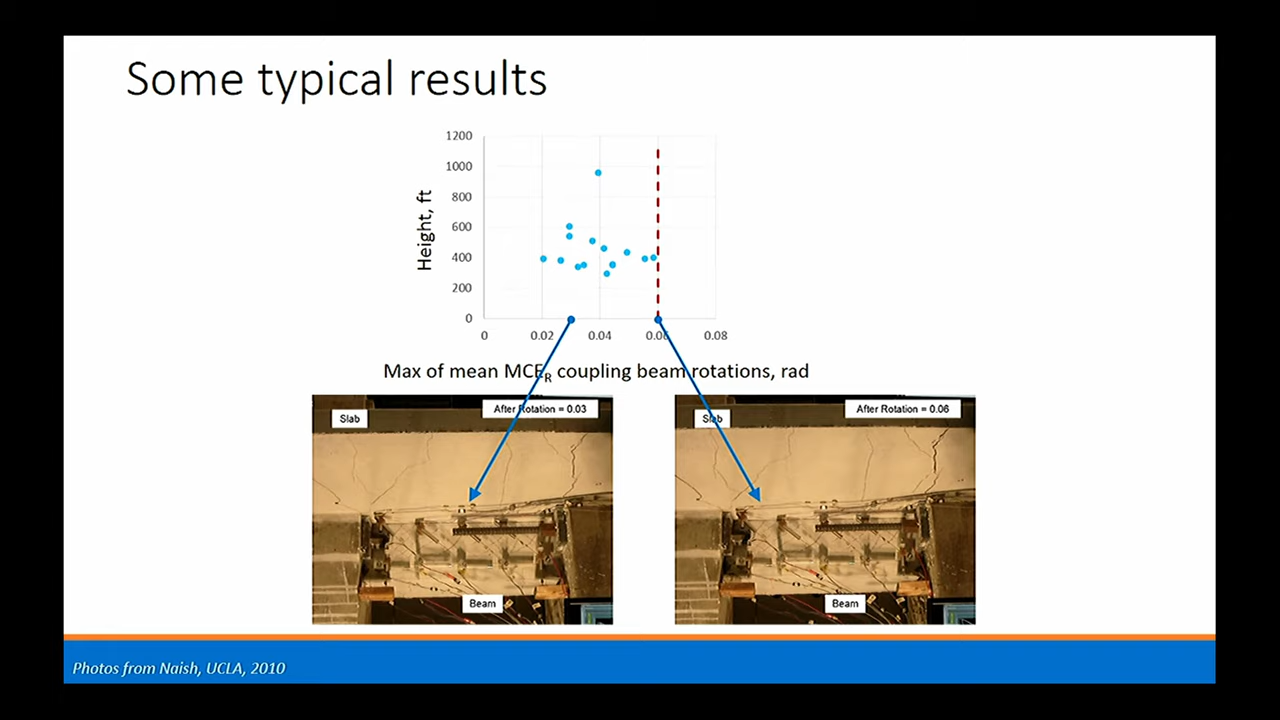 Some typical results
1200
1000
800
600
400
200
0
Height, ft
0 0.02 0.04 0.06 0.08
Max of mean MCER coupling beam rotations, rad
Slab
After Rotation = 0.03
Beam
Slab
After Rotation = 0.06
Beam
Photos from Naish, UCLA, 2010